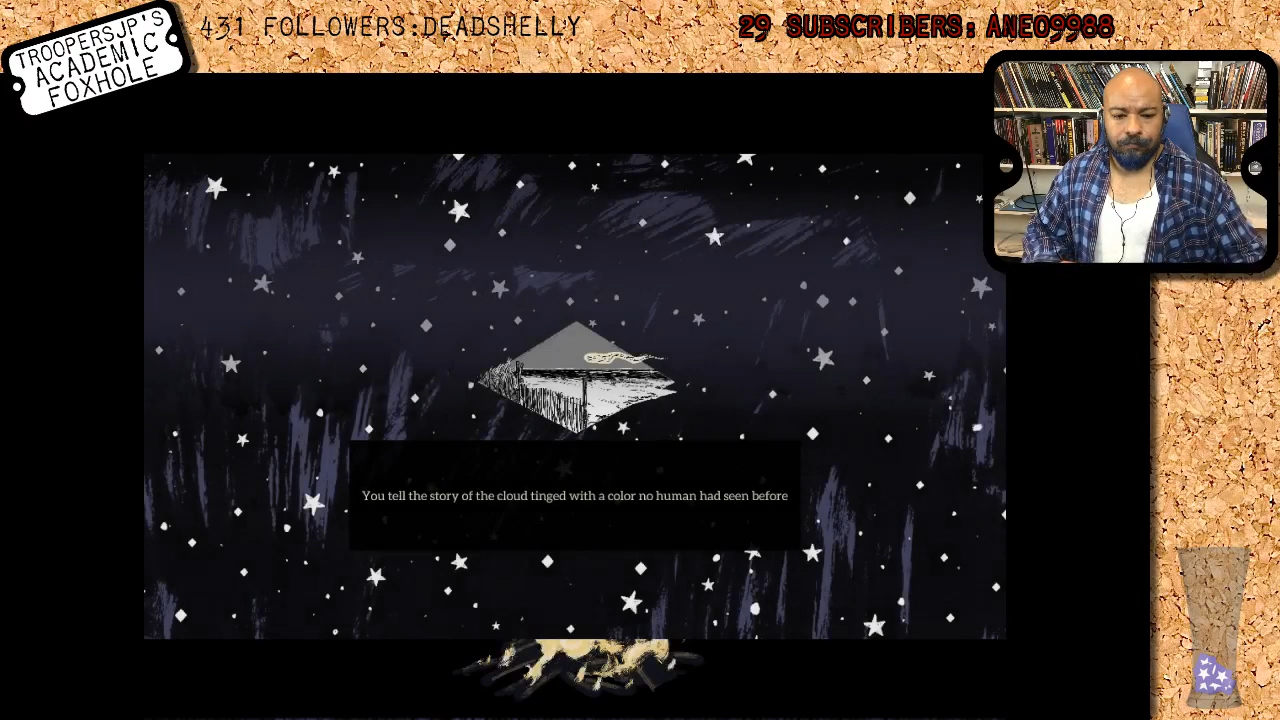 TROOPERSJP'S
ACADEMIC
FOXHOLE
431 FOLLOWERS:DEADSHELLY
29 SUBSCRIBERS: ANEO9988
You tell the story of the cloud tinged with a color no human had seen before